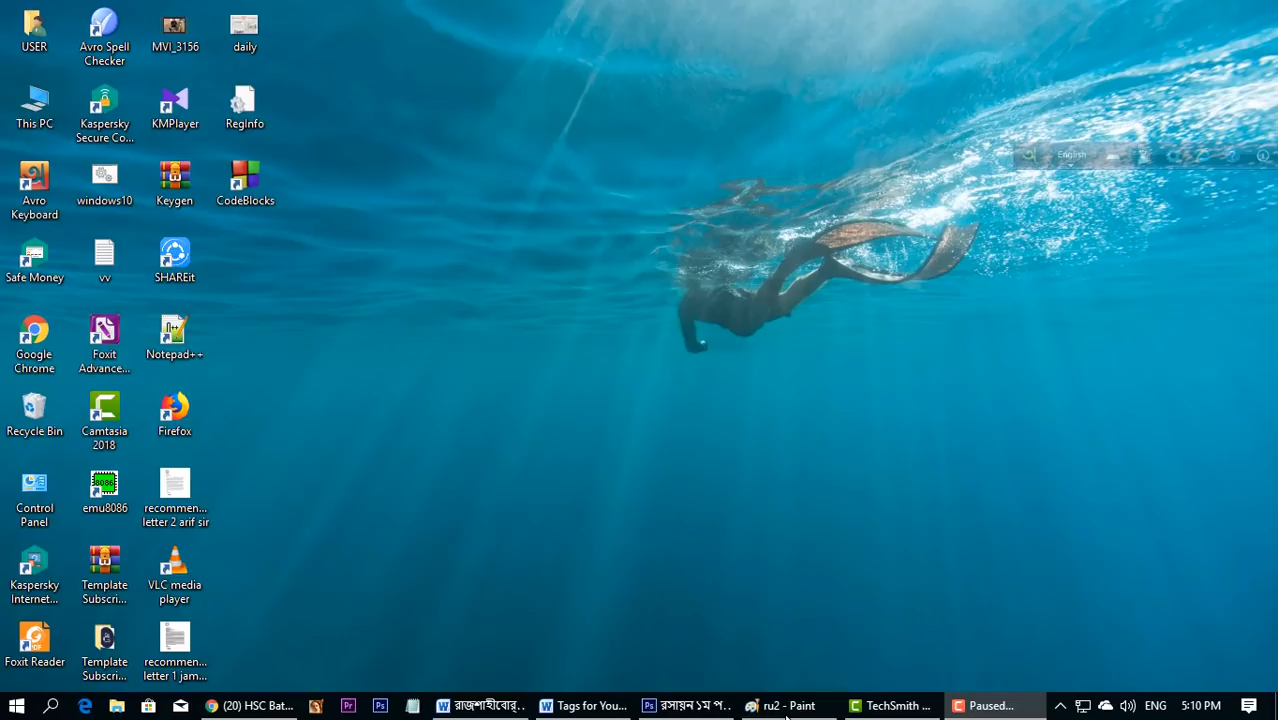 USER
Avro Spell
Checker
MVI_3156
daily
This PC
Kaspersky
Secure Co...
KMPlayer
RegInfo
Avro
Keyboard
windows10
Keygen
CodeBlocks
Safe Money
vv
SHAREit
Google
Chrome
Foxit
Advance...
Notepad++
Recycle Bin
Camtasia
2018
Firefox
Control
Panel
8086
emu8086
recommen...
letter 2 arif sir
Kaspersky
Internet...
Template
Subscri...
VLC media
player
Foxit Reader
Template
Subscri...
recommen...
letter 1 jam...
English
(20) HSC Bat...
রাজশাহীবোর্...
Tags for You...
রসায়ন ১ম প...
ru2 - Paint
TechSmith ...
Paused...
ENG
5:10 PM